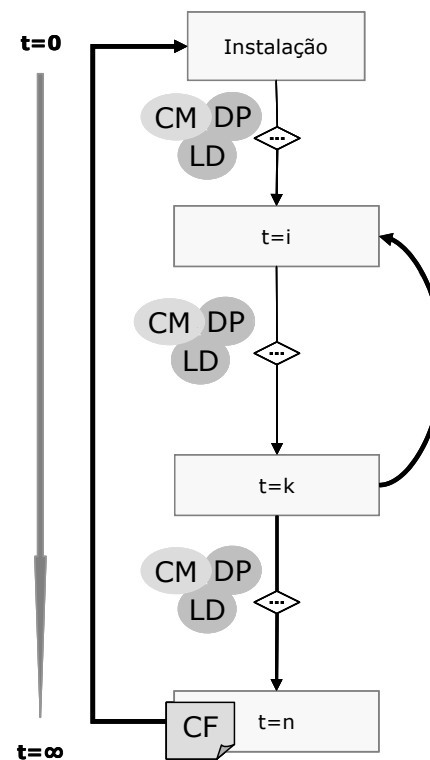 t=0
Instalação
CM DP
LD
...
t=i
CM DP
LD
...
t=k
CM DP
LD
...
CF
t=n
t=∞